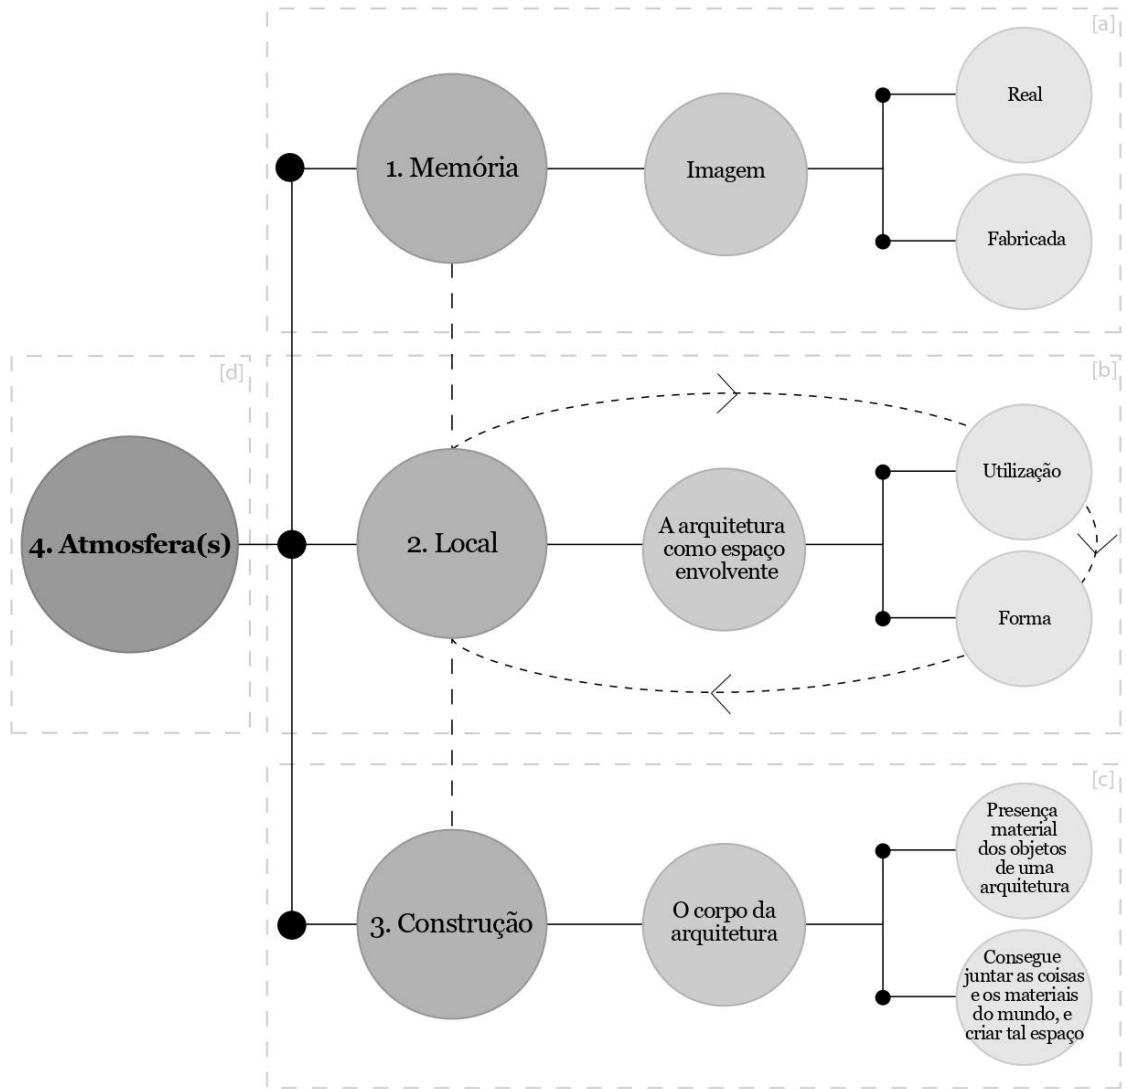 [a]
1. Memória
Imagem
Real
Fabricada
[d]
4. Atmosfera(s)
[b]
2. Local
A arquitetura
como espaço
envolvente
Utilização
Forma
[c]
3. Construção
O corpo da
arquitetura
Presença
material
dos objetos
de uma
arquitetura
Consegue
juntar as coisas
e os materiais
do mundo, e
criar tal espaço